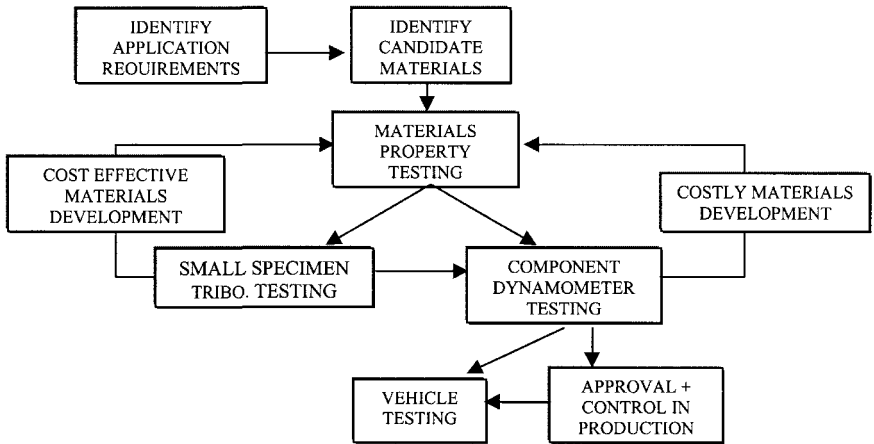 IDENTIFY
APPLICATION
REQUIREMENTS
IDENTIFY
CANDIDATE
MATERIALS
MATERIALS
PROPERTY
TESTING
COST EFFECTIVE
MATERIALS
DEVELOPMENT
COSTLY MATERIALS
DEVELOPMENT
SMALL SPECIMEN
TRIBO. TESTING
COMPONENT
DYNAMOMETER
TESTING
VEHICLE
TESTING
APPROVAL +
CONTROL IN
PRODUCTION